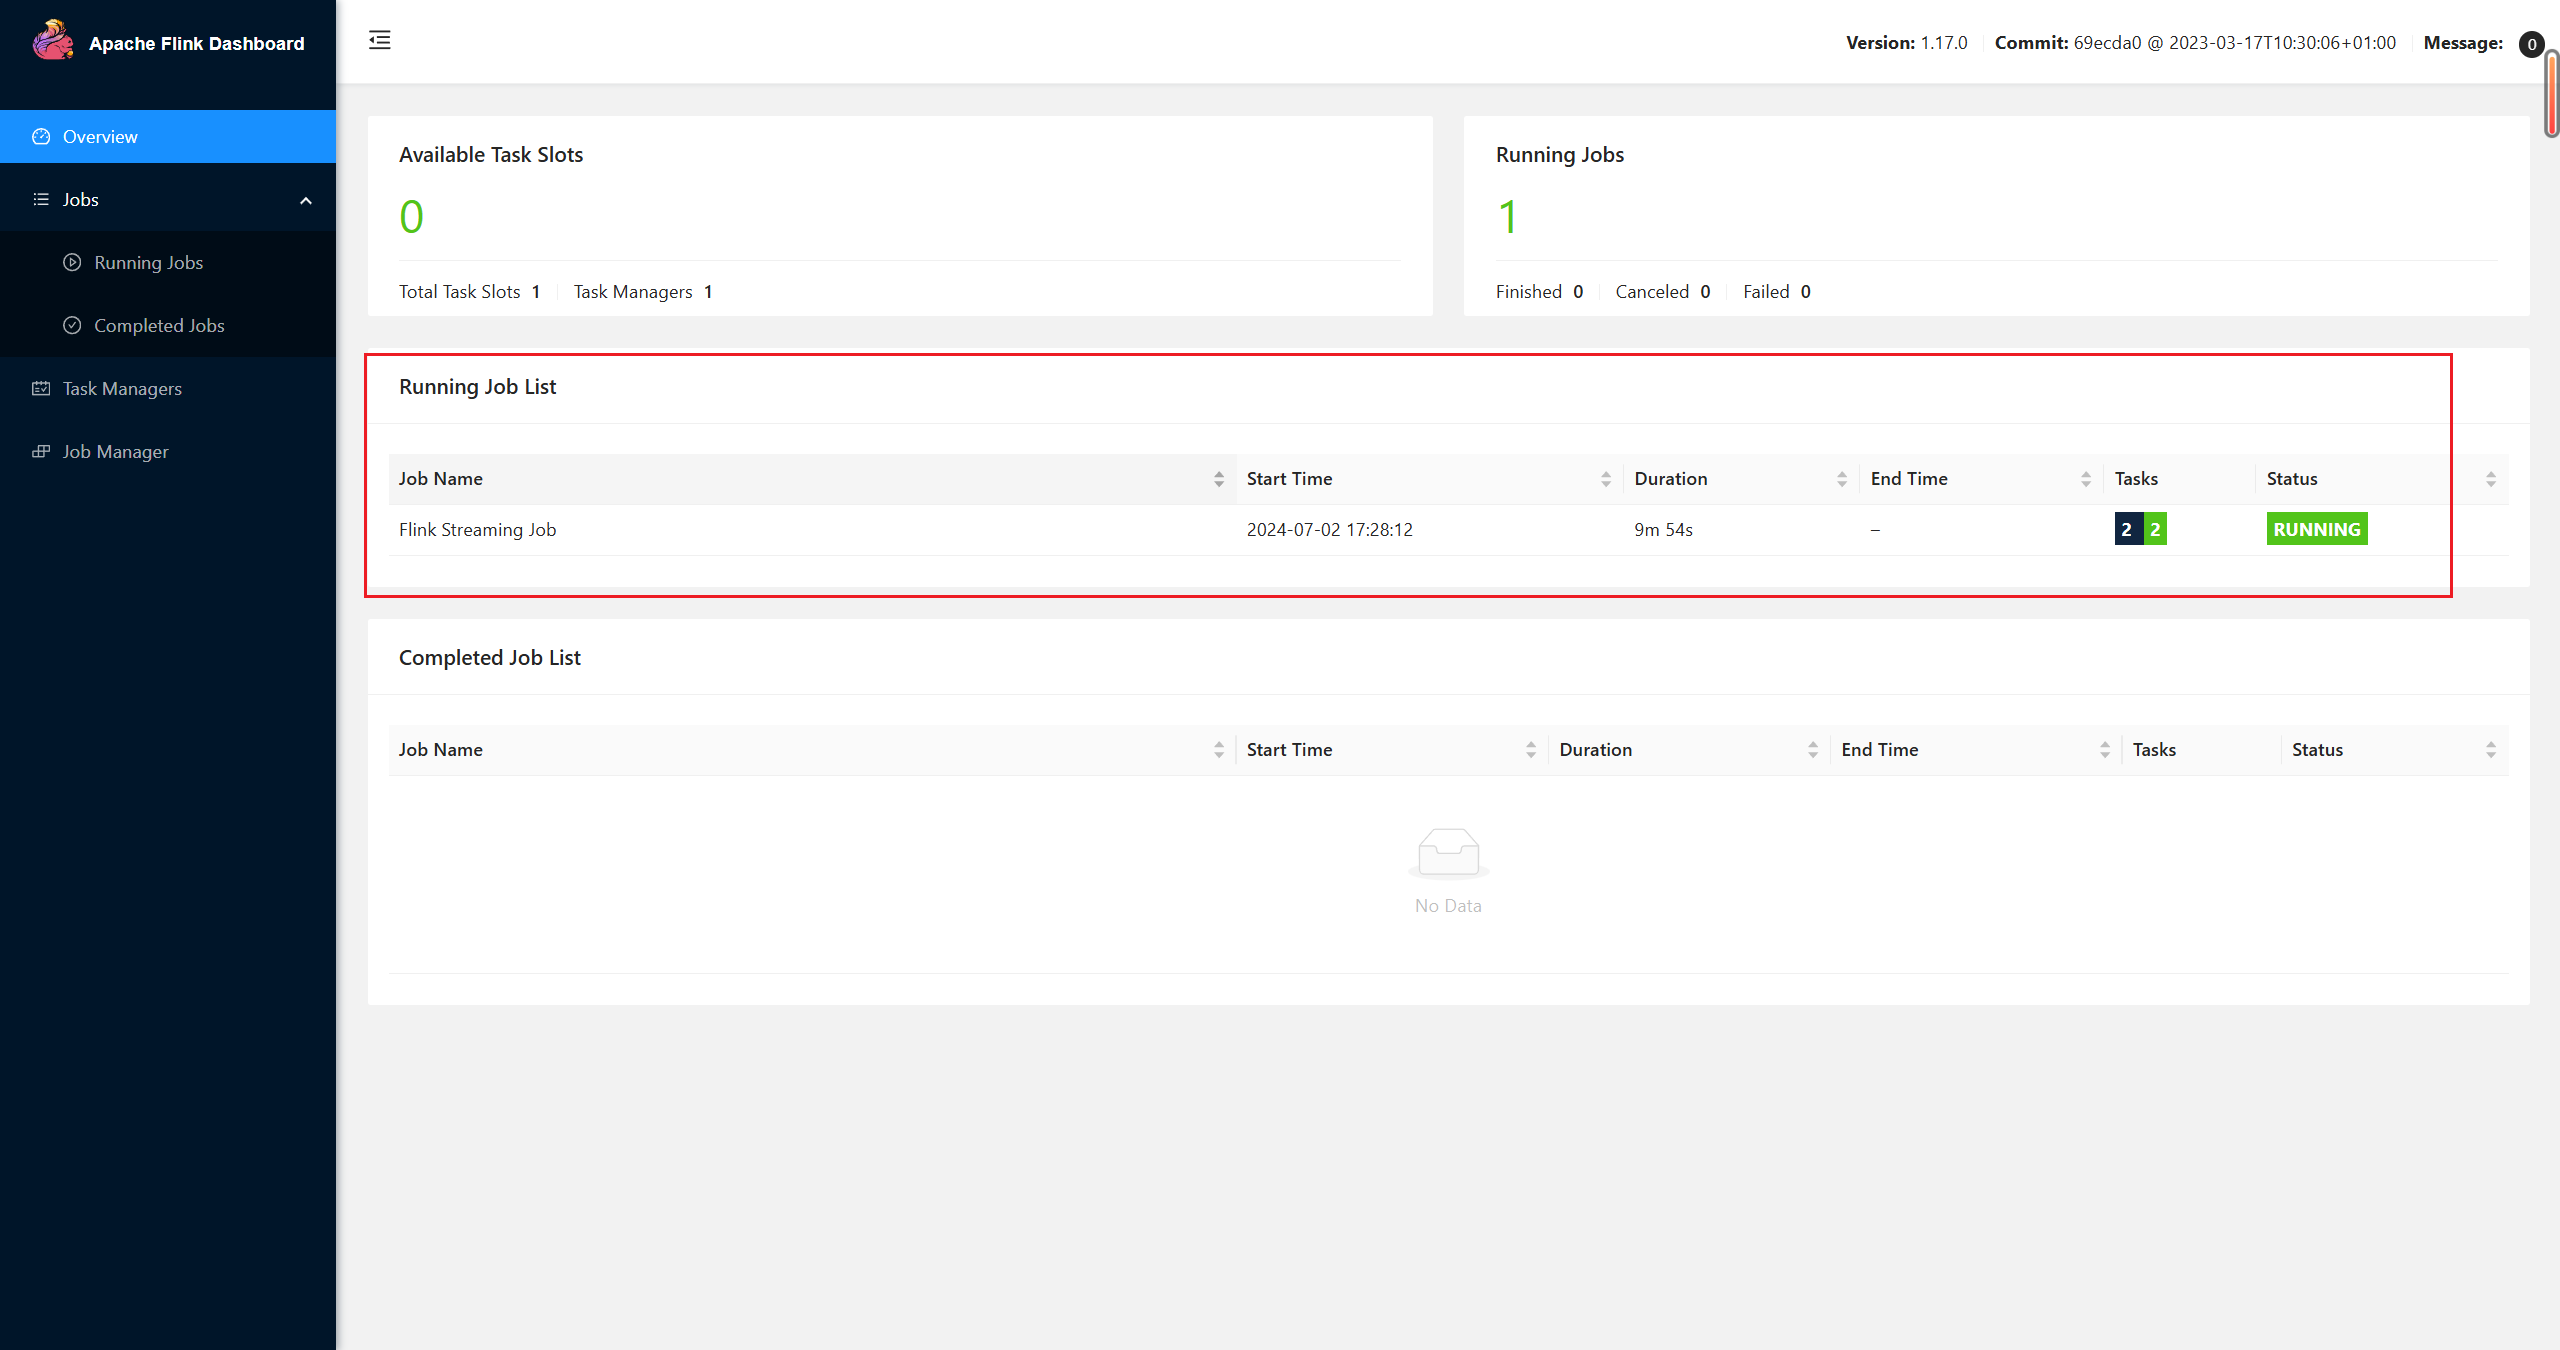 Apache Flink Dashboard
Version: 1.17.0 Commit: 69ecda0 @ 2023-03-17T10:30:06+01:00 Message: 0
Overview
Jobs
Running Jobs
Completed Jobs
Task Managers
Job Manager
Available Task Slots
0
Total Task Slots 1 Task Managers 1
Running Jobs
1
Finished 0 Canceled 0 Failed 0
Running Job List
Job Name Start Time Duration End Time Tasks Status
Flink Streaming Job 2024-07-02 17:28:12 9m 54s – 2 2 RUNNING
Completed Job List
Job Name Start Time Duration End Time Tasks Status
No Data